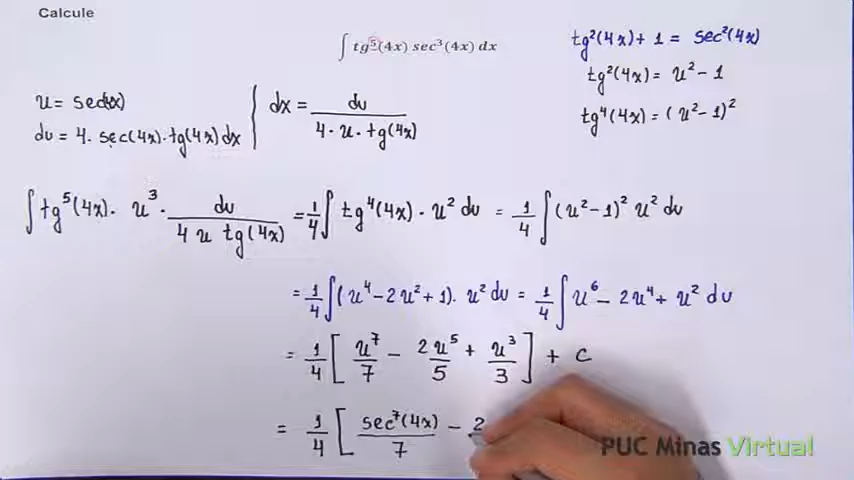 Calcule
∫ tg⁵(4x) sec³(4x) dx
tg²(4x) + 1 = sec²(4x)
tg²(4x) = u² − 1
tg⁴(4x) = (u² − 1)²
u = sec(4x)
du = 4 · sec(4x) · tg(4x) dx
dx = du / (4 · u · tg(4x))
∫ tg⁵(4x) · u³ · du / (4 u tg(4x)) = 1/4 ∫ tg⁴(4x) · u² du = 1/4 ∫ (u² − 1)² u² du
= 1/4 ∫ (u⁴ − 2u² + 1) · u² du = 1/4 ∫ u⁶ − 2u⁴ + u² du
= 1/4 [ u⁷/7 − 2u⁵/5 + u³/3 ] + c
= 1/4 [ sec⁷(4x)/7 − 2
PUC Minas Virtual